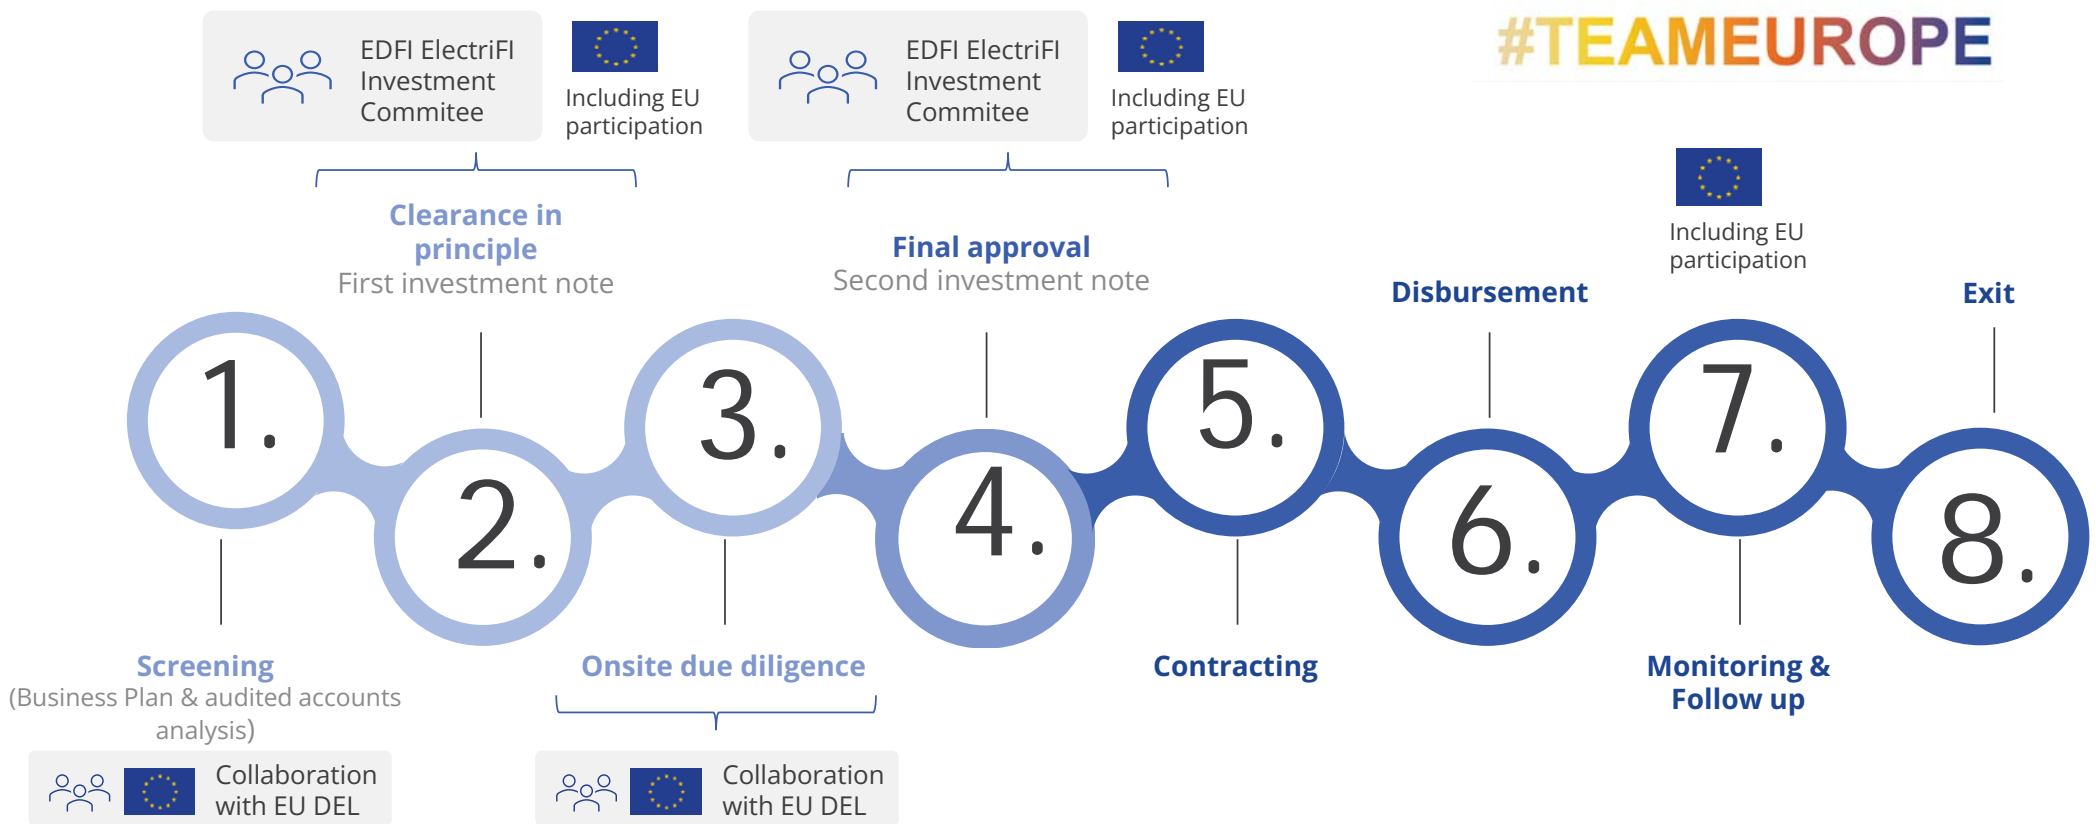 #TEAMEUROPE
EDFI ElectriFI
Investment
Commitee
Including EU
participation
EDFI ElectriFI
Investment
Commitee
Including EU
participation
Including EU
participation
Clearance in
principle
First investment note
Final approval
Second investment note
Disbursement
Exit
1.
2.
3.
4.
5.
6.
7.
8.
Screening
(Business Plan & audited accounts
analysis)
Collaboration
with EU DEL
Onsite due diligence
Collaboration
with EU DEL
Contracting
Monitoring &
Follow up